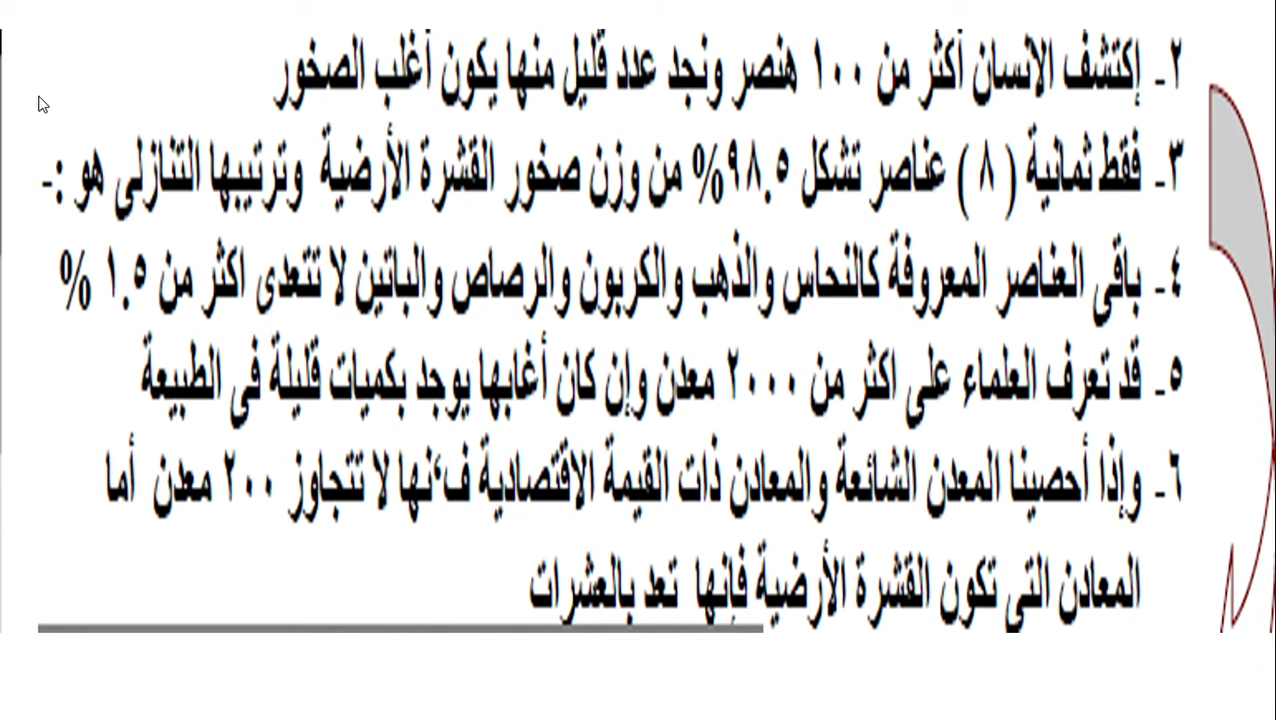 ٢- إكتشف الانسان أكثر من ١٠٠ هنصر ونجد عدد قليل منها يكون أغلب الصخور
٣- فقط ثمانية ( ٨ ) عناصر تشكل ٩٨.٥% من وزن صخور القشرة الأرضية وترتيبها التنازلى هو :-
٤- باقى العناصر المعروفة كالنحاس والذهب والكربون والرصاص والباتين لا تتعدى اكثر من ١.٥ %
٥- قد تعرف العلماء على اكثر من ٢٠٠٠ معدن وإن كان أغابها يوجد بكميات قليلة فى الطبيعة
٦- وإذا أحصينا المعدن الشائعة والمعادن ذات القيمة الاقتصادية ف‘نها لا تتجاوز ٢٠٠ معدن أما
المعادن التى تكون القشرة الأرضية فإنها تعد بالعشرات